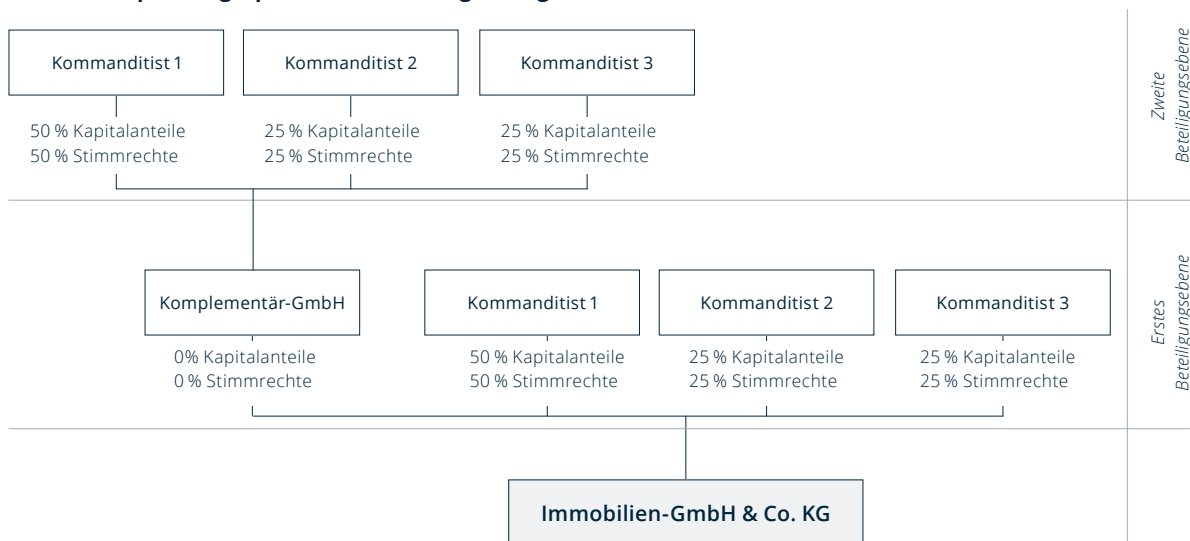 Kommanditist 1
Kommanditist 2
Kommanditist 3
50 % Kapitalanteile
50 % Stimmrechte
25 % Kapitalanteile
25 % Stimmrechte
25 % Kapitalanteile
25 % Stimmrechte
Zweite
Beteiligungsebene
Komplementär-GmbH
Kommanditist 1
Kommanditist 2
Kommanditist 3
0% Kapitalanteile
0 % Stimmrechte
50 % Kapitalanteile
50 % Stimmrechte
25 % Kapitalanteile
25 % Stimmrechte
25 % Kapitalanteile
25 % Stimmrechte
Erstes
Beteiligungsebene
Immobilien-GmbH & Co. KG